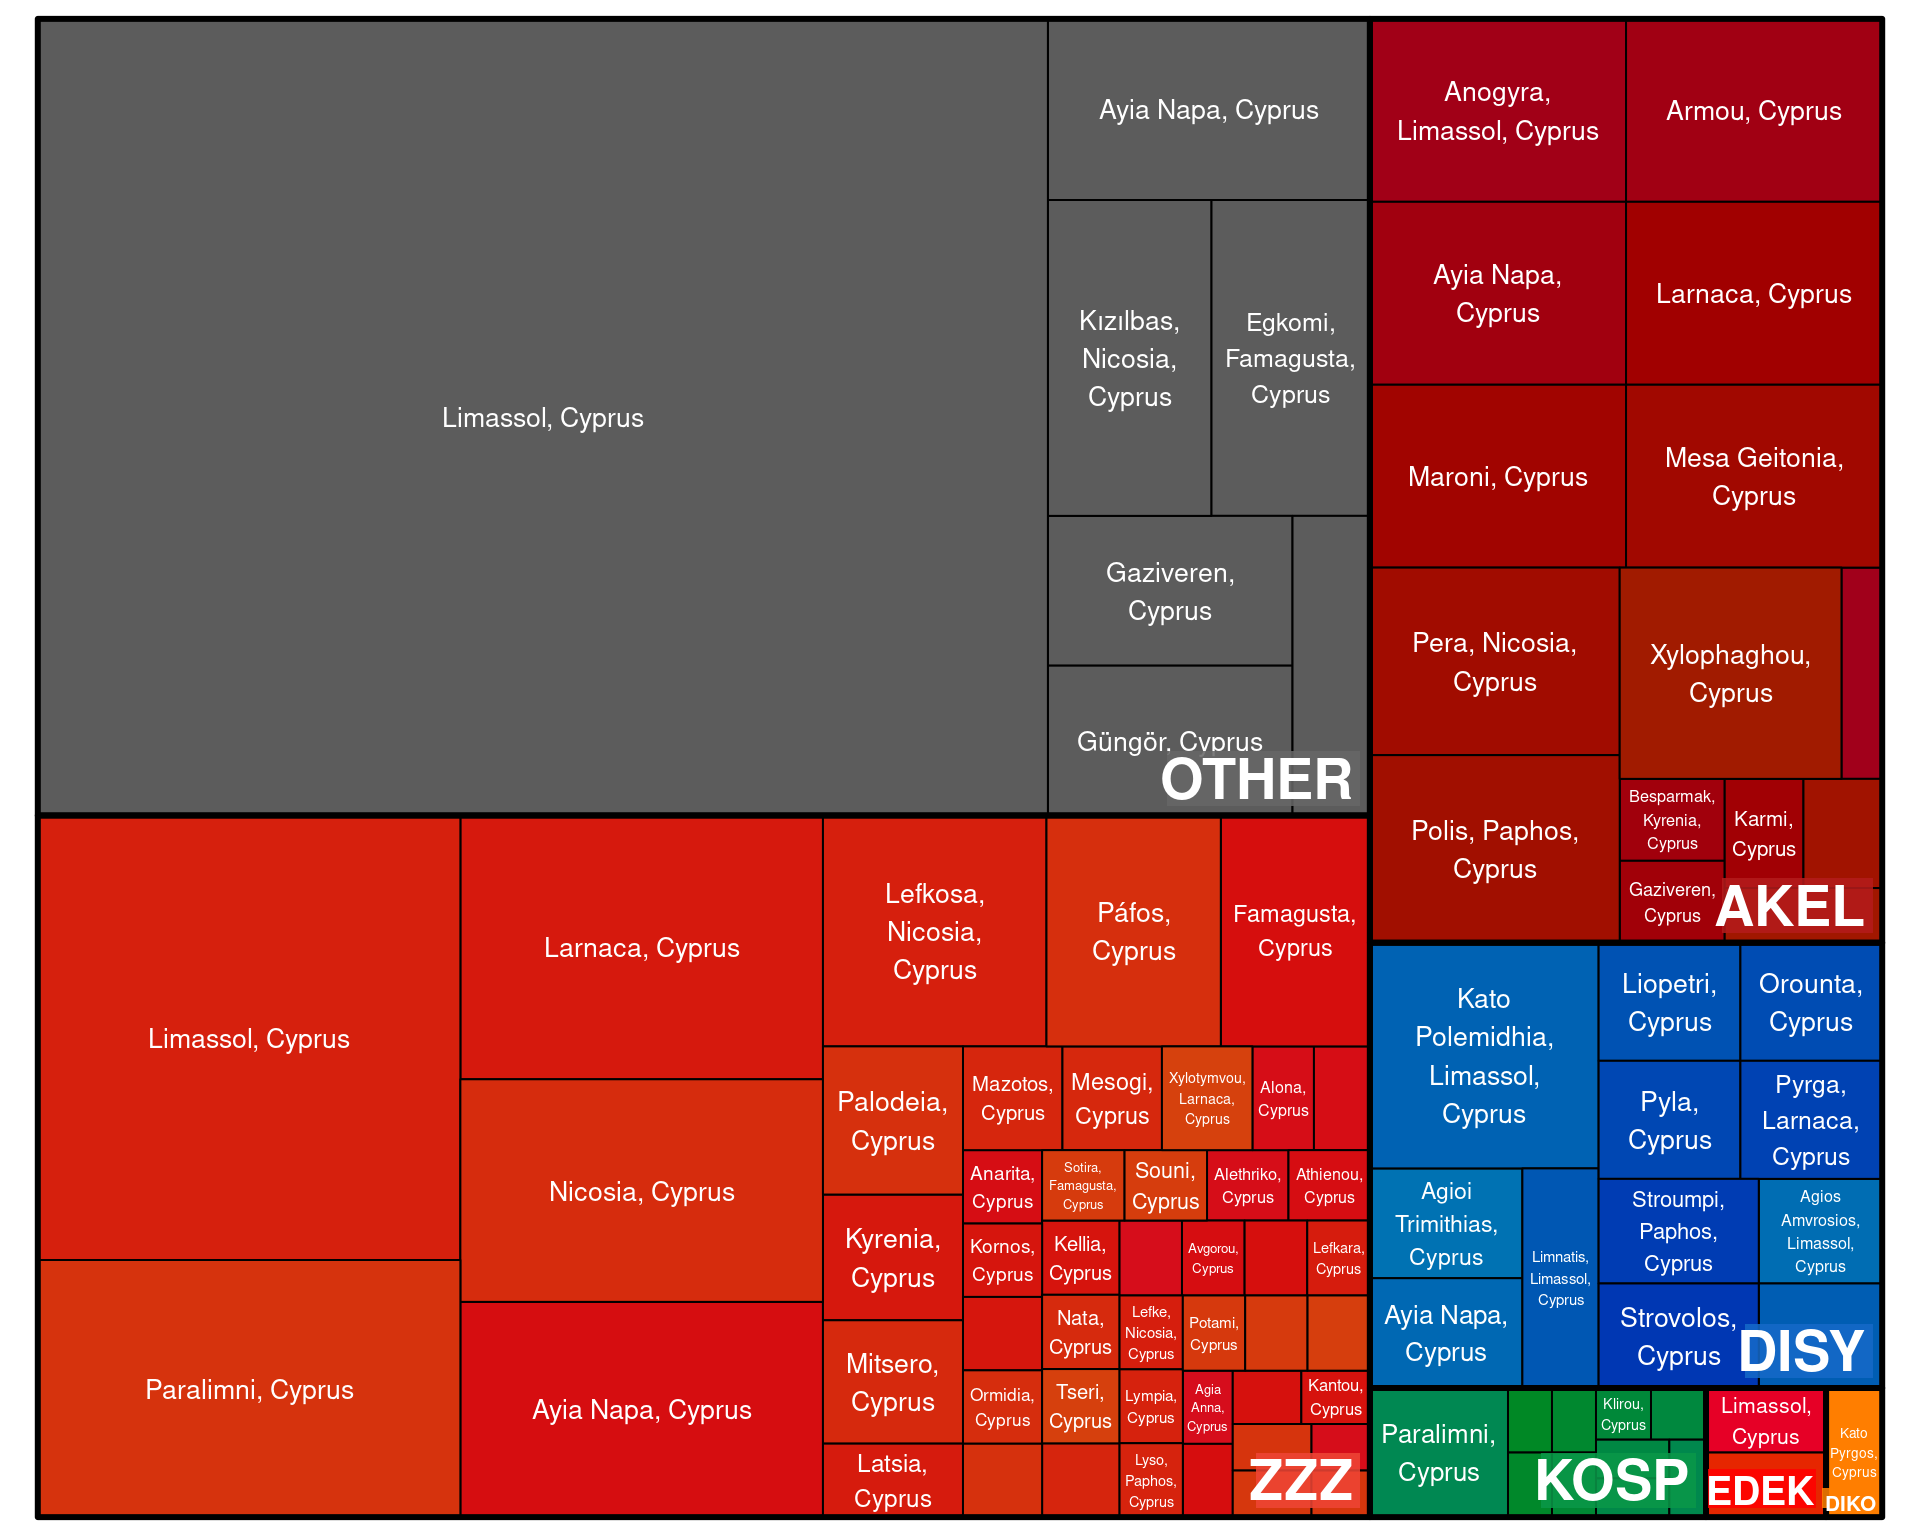 Limassol, Cyprus
Ayia Napa, Cyprus
Kızılbas,
Nicosia,
Cyprus
Egkomi,
Famagusta,
Cyprus
Gaziveren,
Cyprus
Güngör, Cyprus
OTHER
Anogyra,
Limassol, Cyprus
Armou, Cyprus
Ayia Napa,
Cyprus
Larnaca, Cyprus
Maroni, Cyprus
Mesa Geitonia,
Cyprus
Pera, Nicosia,
Cyprus
Xylophaghou,
Cyprus
Polis, Paphos,
Cyprus
Besparmak,
Kyrenia,
Cyprus
Karmi,
Cyprus
Gaziveren,
Cyprus
AKEL
Limassol, Cyprus
Paralimni, Cyprus
Larnaca, Cyprus
Nicosia, Cyprus
Ayia Napa, Cyprus
Lefkosa,
Nicosia,
Cyprus
Páfos,
Cyprus
Famagusta,
Cyprus
Palodeia,
Cyprus
Kyrenia,
Cyprus
Mitsero,
Cyprus
Latsia,
Cyprus
Mazotos,
Cyprus
Mesogi,
Cyprus
Xylotymvou,
Larnaca,
Cyprus
Alona,
Cyprus
Anarita,
Cyprus
Sotira,
Famagusta,
Cyprus
Souni,
Cyprus
Alethriko,
Cyprus
Athienou,
Cyprus
Kornos,
Cyprus
Kellia,
Cyprus
Avgorou,
Cyprus
Lefkara,
Cyprus
Nata,
Cyprus
Lefke,
Nicosia,
Cyprus
Potami,
Cyprus
Ormidia,
Cyprus
Tseri,
Cyprus
Lympia,
Cyprus
Agia
Anna,
Cyprus
Kantou,
Cyprus
Lyso,
Paphos,
Cyprus
ZZZ
Kato
Polemidhia,
Limassol,
Cyprus
Liopetri,
Cyprus
Orounta,
Cyprus
Pyla,
Cyprus
Pyrga,
Larnaca,
Cyprus
Agioi
Trimithias,
Cyprus
Limnatis,
Limassol,
Cyprus
Stroumpi,
Paphos,
Cyprus
Agios
Amvrosios,
Limassol,
Cyprus
Ayia Napa,
Cyprus
Strovolos,
Cyprus
DISY
Paralimni,
Cyprus
Klirou,
Cyprus
KOSP
Limassol,
Cyprus
EDEK
Kato
Pyrgos,
Cyprus
DIKO